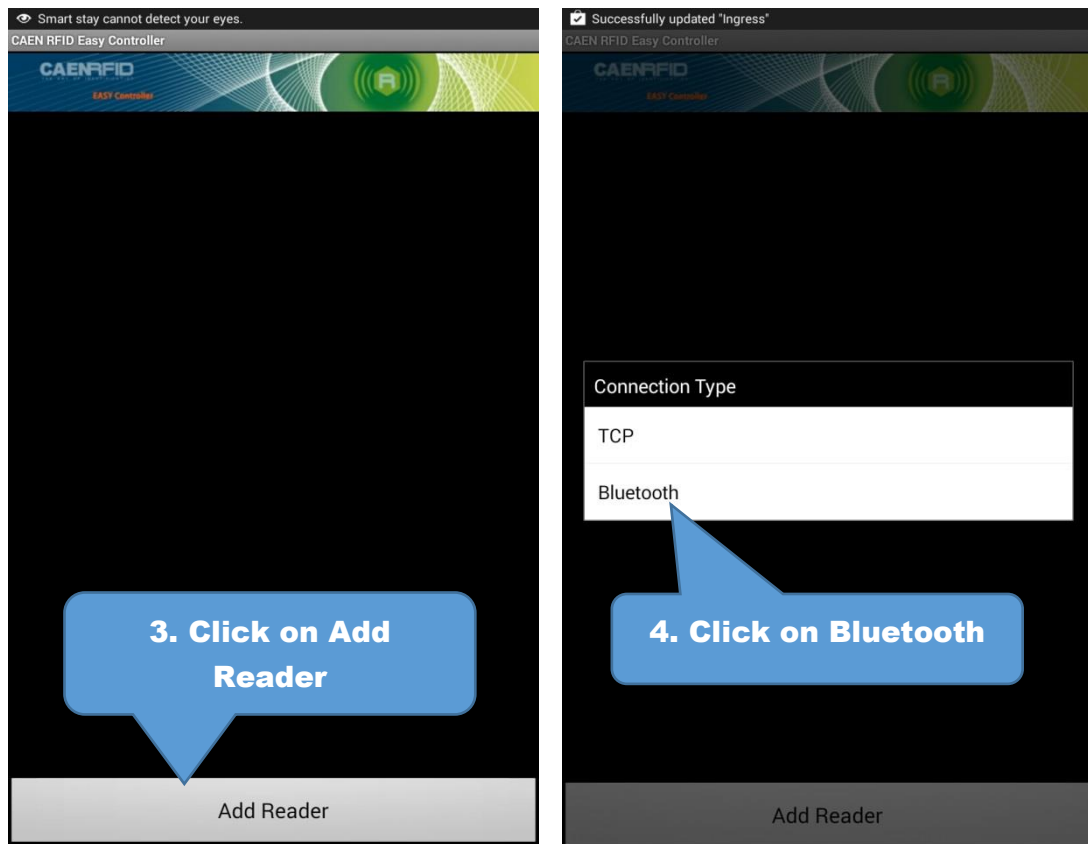 Smart stay cannot detect your eyes.
CAEN RFID Easy Controller
CAENRFID
EASY Controller
3. Click on Add
Reader
Add Reader
Successfully updated "Ingress"
CAEN RFID Easy Controller
CAENRFID
EASY Controller
Connection Type
TCP
Bluetooth
4. Click on Bluetooth
Add Reader